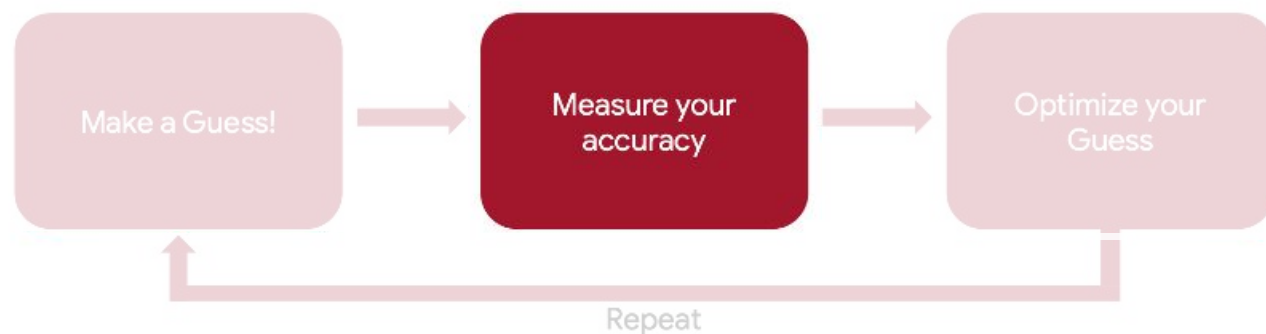 Make a Guess!
Measure your
accuracy
Optimize your
Guess
Repeat